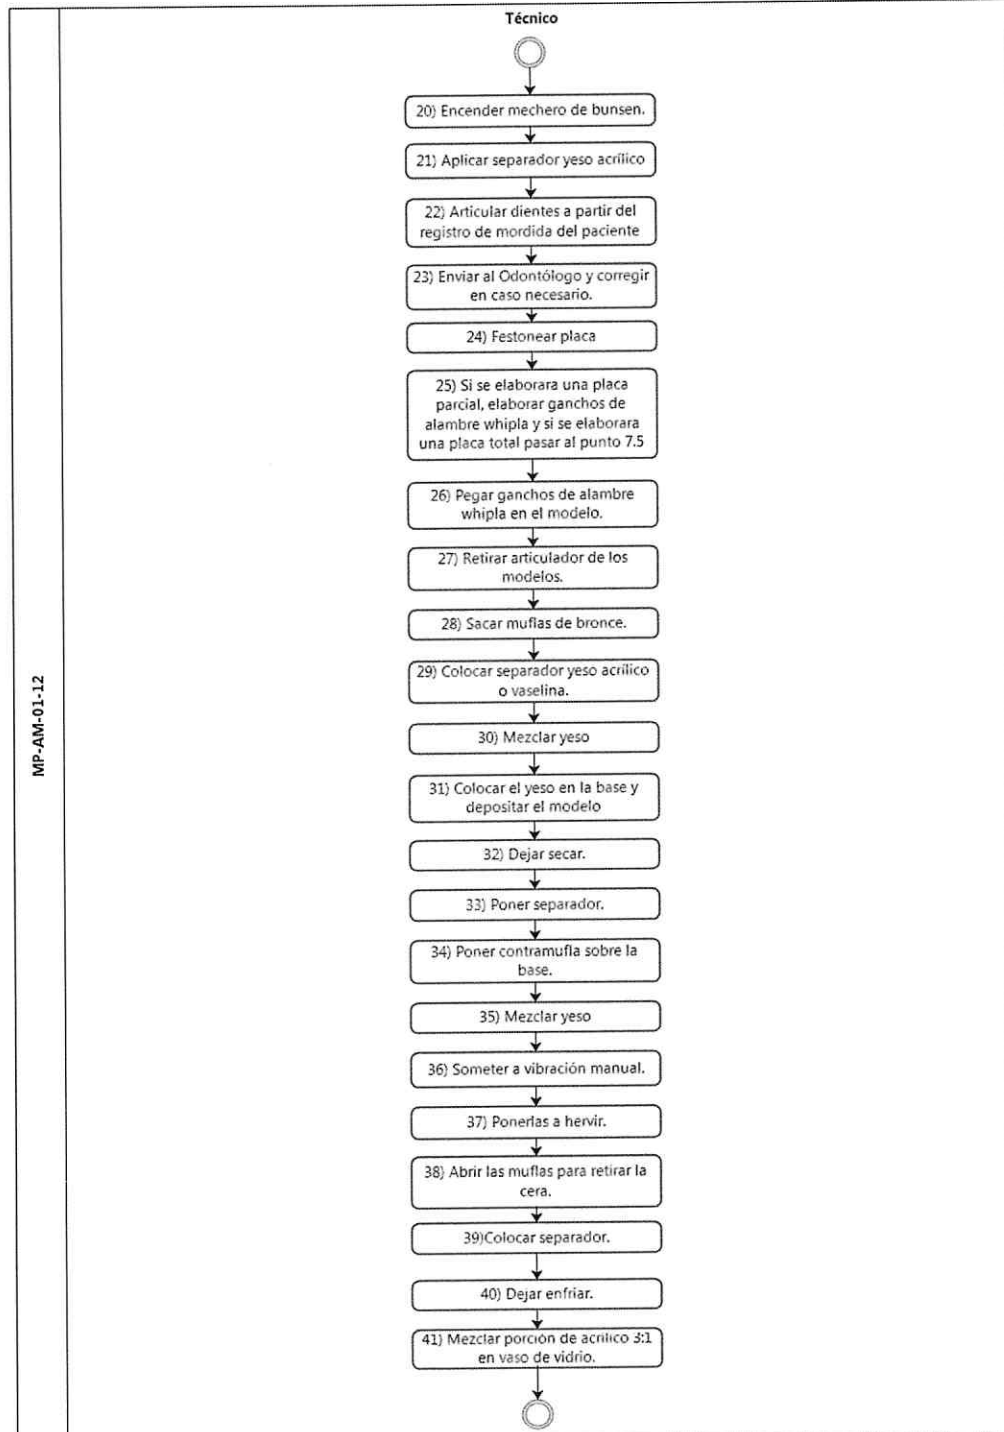 Técnico
20) Encender mechero de bunsen.
21) Aplicar separador yeso acrílico
22) Articular dientes a partir del
registro de mordida del paciente
23) Enviar al Odontólogo y corregir
en caso necesario.
24) Festonear placa
25) Si se elaborara una placa
parcial, elaborar ganchos de
alambre whipla y si se elaborara
una placa total pasar al punto 7.5
26) Pegar ganchos de alambre
whipla en el modelo.
27) Retirar articulador de los
modelos.
28) Sacar muflas de bronce.
29) Colocar separador yeso acrílico
o vaselina.
30) Mezclar yeso
31) Colocar el yeso en la base y
depositar el modelo
32) Dejar secar.
33) Poner separador.
34) Poner contramufla sobre la
base.
35) Mezclar yeso
36) Someter a vibración manual.
37) Ponerlas a hervir.
38) Abrir las muflas para retirar la
cera.
39)Colocar separador.
40) Dejar enfriar.
41) Mezclar porción de acrílico 3:1
en vaso de vidrio.
MP-AM-01-12